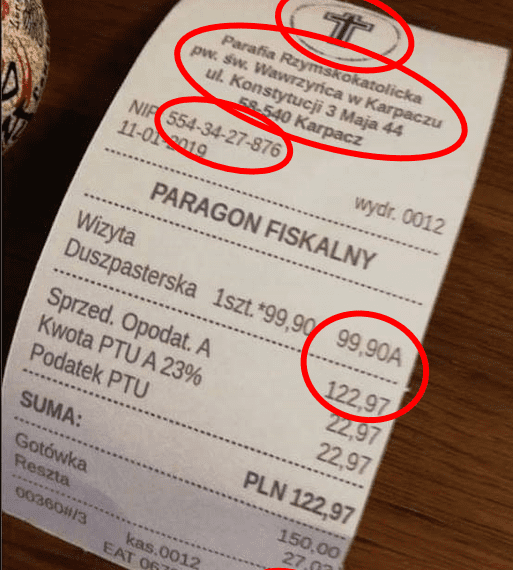 Parafia Rzymskokatolicka
pw. św. Wawrzyńca w Karpaczu
ul. Konstytucji 3 Maja 44
58-540 Karpacz
NIP 554-34-27-876
11-01-2019
wydr. 0012
PARAGON FISKALNY
Wizyta
Duszpasterska 1szt.*99,90 99,90A
Sprzed. Opodat. A 122,97
Kwota PTU A 23% 22,97
Podatek PTU 22,97
SUMA: PLN 122,97
Gotówka 150,00
Reszta 27,03
00360#/3 kas.0012
EAT